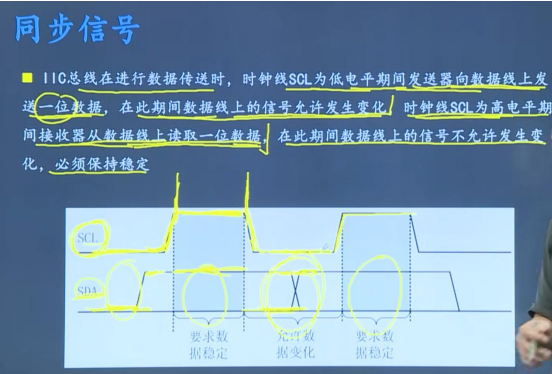 同步信号
■ IIC总线在进行数据传送时，时钟线SCL为低电平期间发送器向数据线上发
送一位数据，在此期间数据线上的信号允许发生变化，时钟线SCL为高电平期
间接收器从数据线上读取一位数据，在此期间数据线上的信号不允许发生变
化，必须保持稳定
SCL
SDA
要求数 允许数 要求数
据稳定 据变化 据稳定